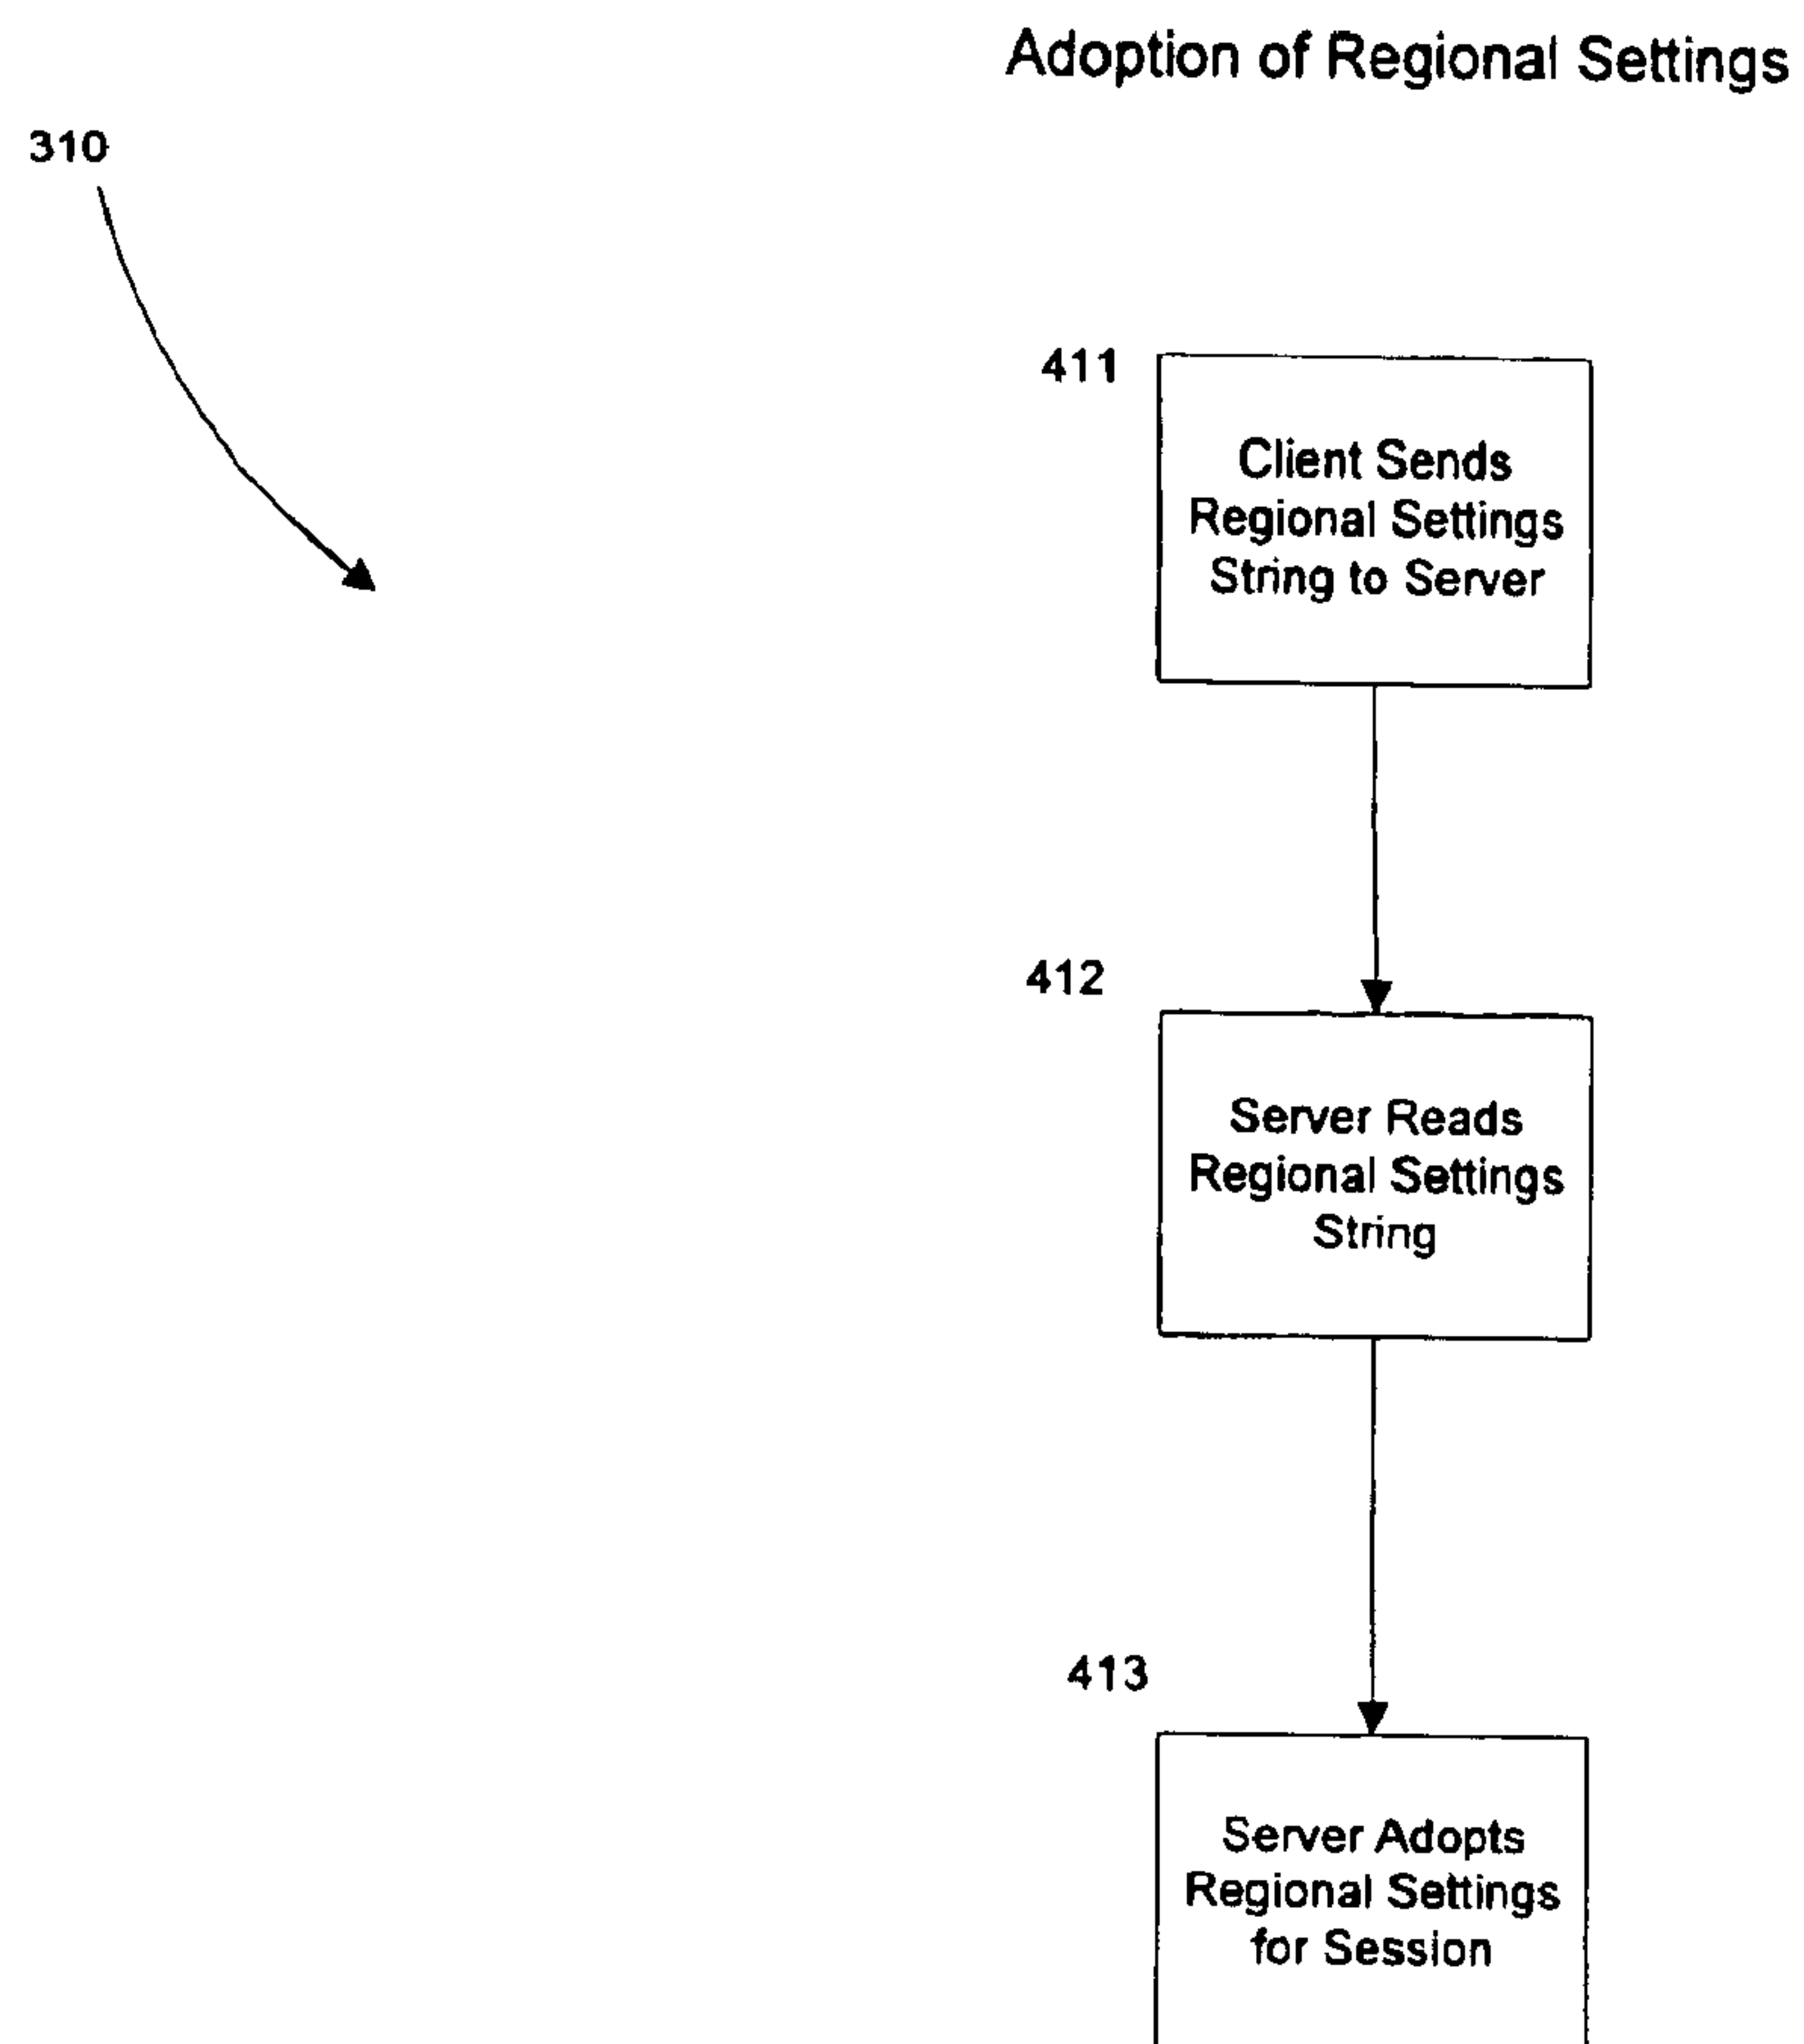 Adoption of Regional Settings
310
411
Client Sends
Regional Settings
String to Server
412
Server Reads
Regional Settings
String
413
Server Adopts
Regional Settings
for Session